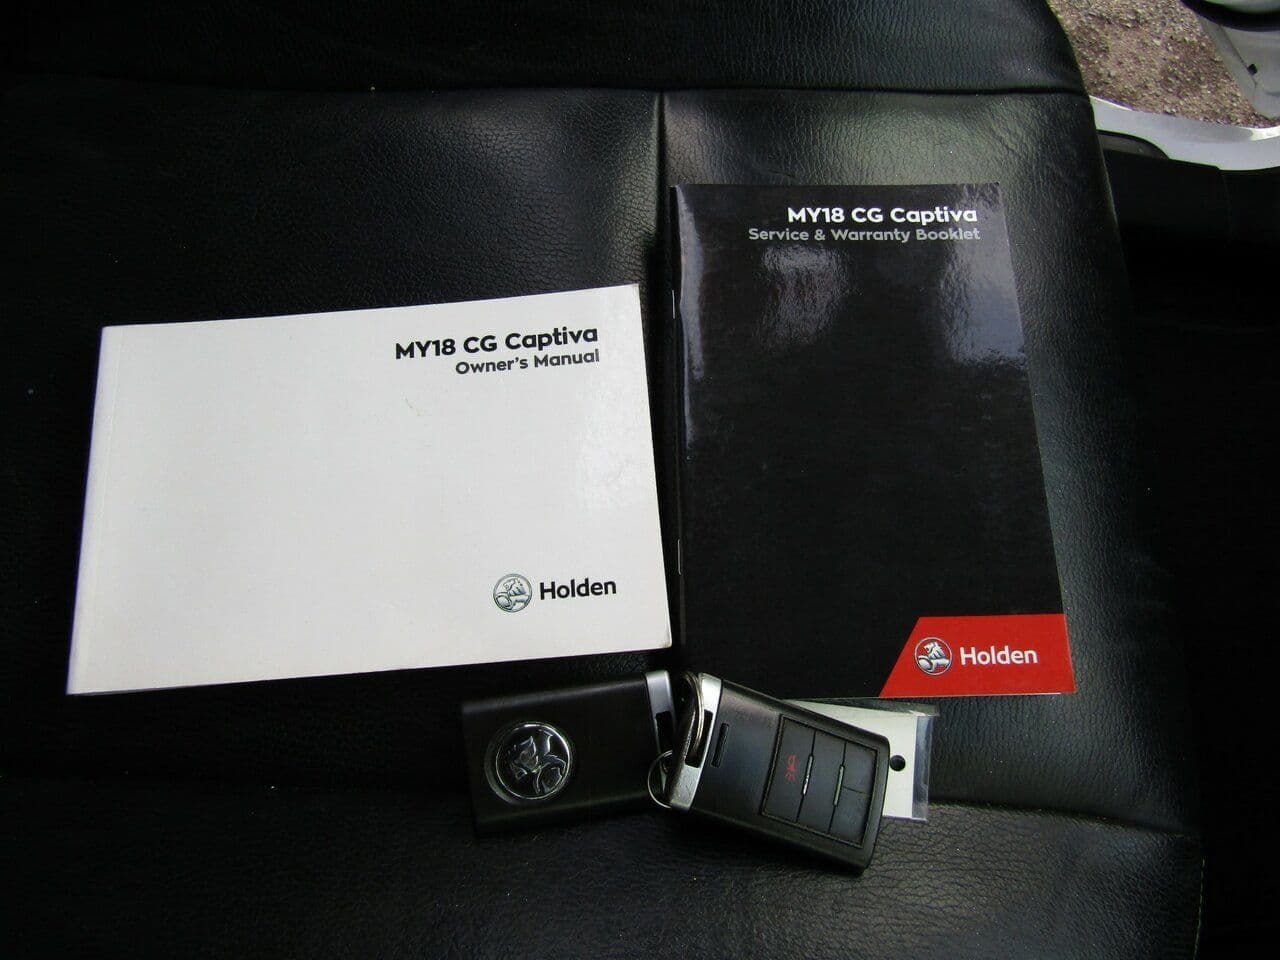 MY18 CG Captiva
Owner's Manual
Holden
MY18 CG Captiva
Service & Warranty Booklet
Holden